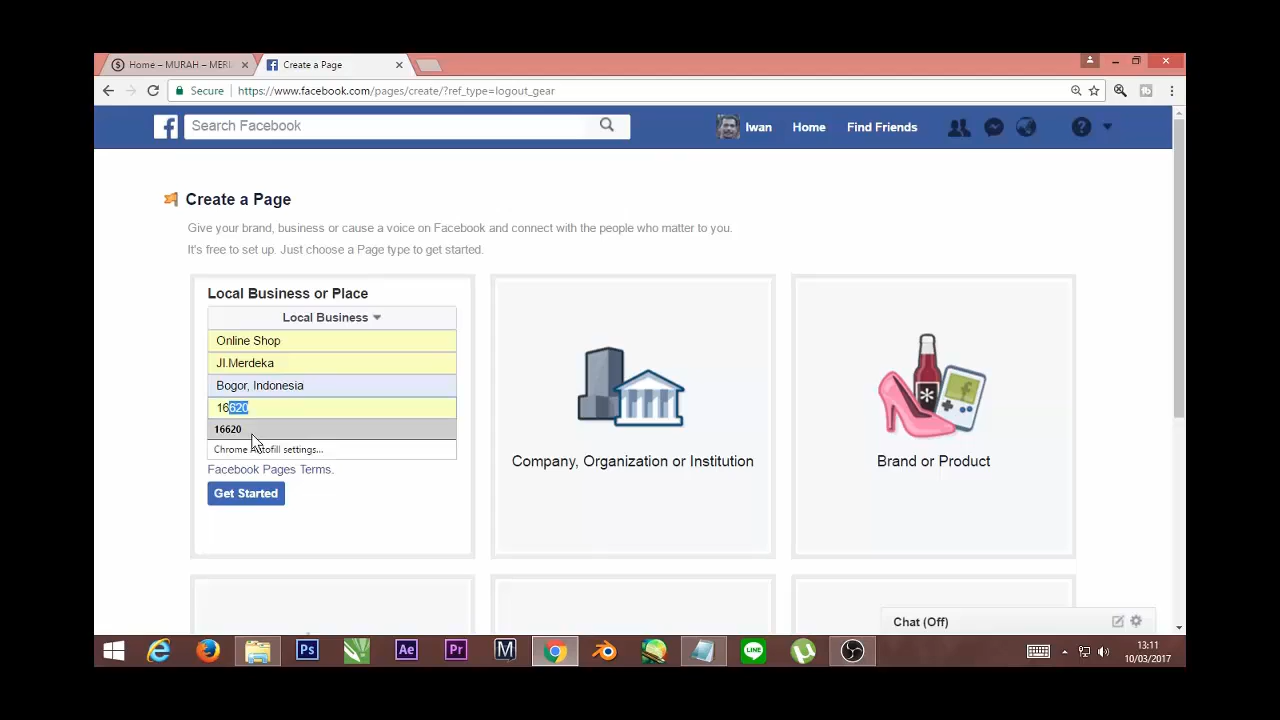 Home – MURAH – MERI
Create a Page
Secure
https://www.facebook.com/pages/create/?ref_type=logout_gear
Search Facebook
Iwan
Home
Find Friends
Create a Page
Give your brand, business or cause a voice on Facebook and connect with the people who matter to you.
It's free to set up. Just choose a Page type to get started.
Local Business or Place
Local Business
Online Shop
Jl.Merdeka
Bogor, Indonesia
16620
16620
Chrome Autofill settings...
Facebook Pages Terms.
Get Started
Company, Organization or Institution
Brand or Product
Chat (Off)
Ps
Ae
Pr
M
LINE
13:11
10/03/2017